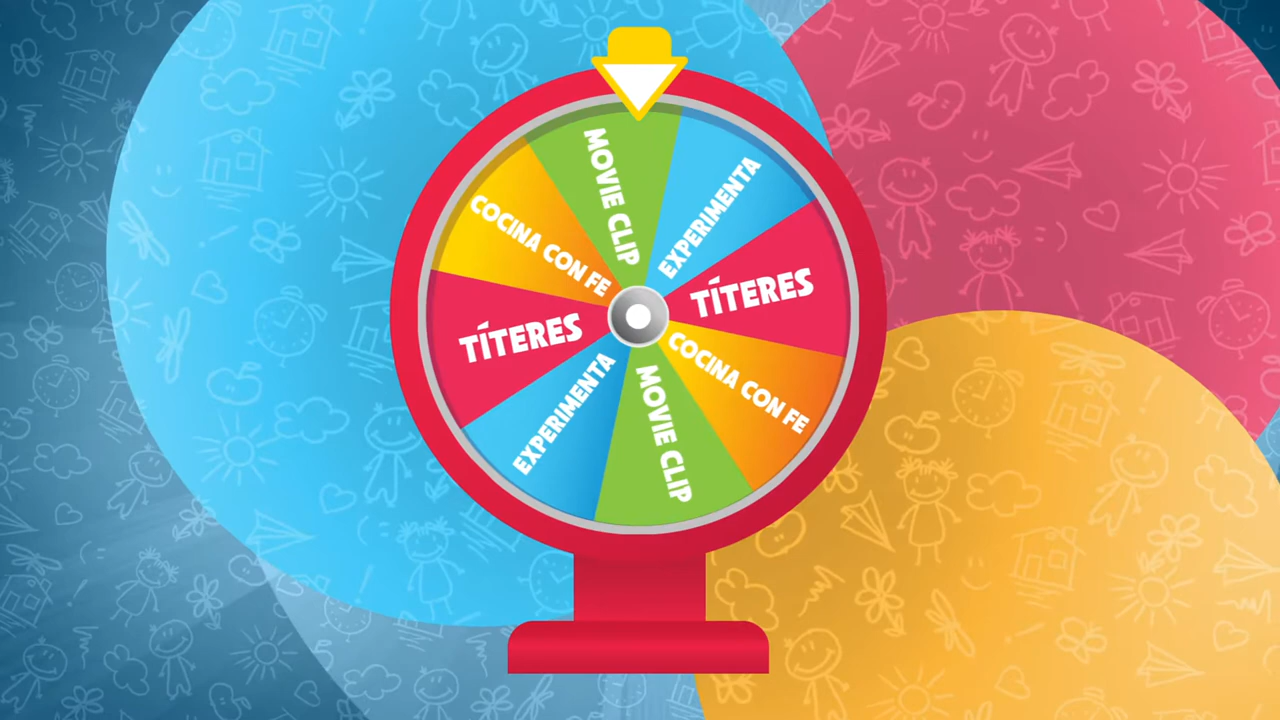 MOVIE CLIP
EXPERIMENTA
COCINA CON FE
TÍTERES
TÍTERES
COCINA CON FE
EXPERIMENTA
MOVIE CLIP